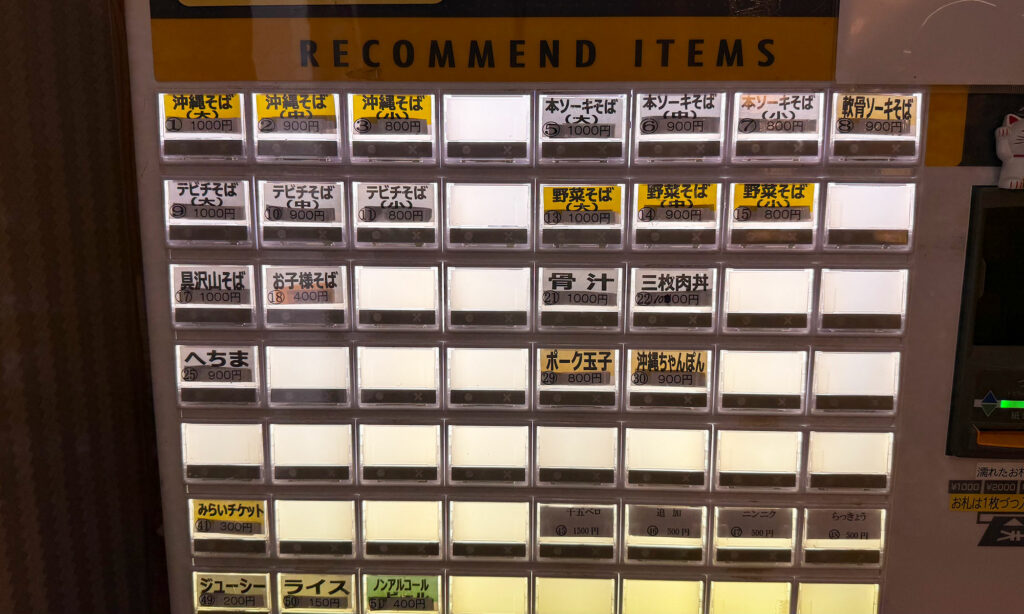 RECOMMEND ITEMS
沖縄そば (大) ① 1000円
沖縄そば (中) ② 900円
沖縄そば (小) ③ 800円
本ソーキそば (大) ⑤ 1000円
本ソーキそば (中) ⑥ 900円
本ソーキそば (小) ⑦ 800円
軟骨ソーキそば ⑧ 900円
テビチそば (大) ⑨ 1000円
テビチそば (中) ⑩ 900円
テビチそば (小) ⑪ 800円
野菜そば (大) ⑬ 1000円
野菜そば (中) ⑭ 900円
野菜そば (小) ⑮ 800円
具沢山そば ⑰ 1000円
お子様そば ⑱ 400円
骨汁 ㉑ 1000円
三枚肉丼 ㉒
へちま ㉕ 900円
ポーク玉子 ㉙ 800円
沖縄ちゃんぽん ㉚ 900円
みらいチケット ㊶ 300円
千五ベロ ㊺ 1500円
追加 ㊻ 500円
ニンニク ㊼
らっきょう ㊽
ジューシー ㊾ 200円
ライス ㊿ 150円
ノンアルコール 51 400円
濡れたお
¥1000 ¥2000
お札は1枚づつ